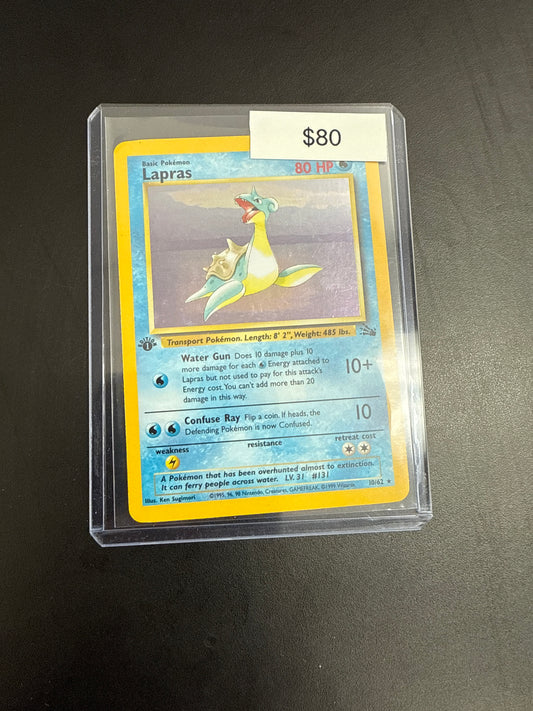 $80
Basic Pokémon
Lapras
80 HP
Transport Pokémon. Length: 8' 2", Weight: 485 lbs.
1
Water Gun Does 10 damage plus 10
more damage for each Energy attached to
Lapras but not used to pay for this attack's
Energy cost. You can't add more than 20
damage in this way.
10+
Confuse Ray Flip a coin. If heads, the
Defending Pokémon is now Confused.
10
weakness
resistance
retreat cost
A Pokémon that has been overhunted almost to extinction.
It can ferry people across water. LV. 31 #131
Illus. Ken Sugimori
©1995, 96, 98 Nintendo, Creatures, GAMEFREAK. ©1999 Wizards.
10/62